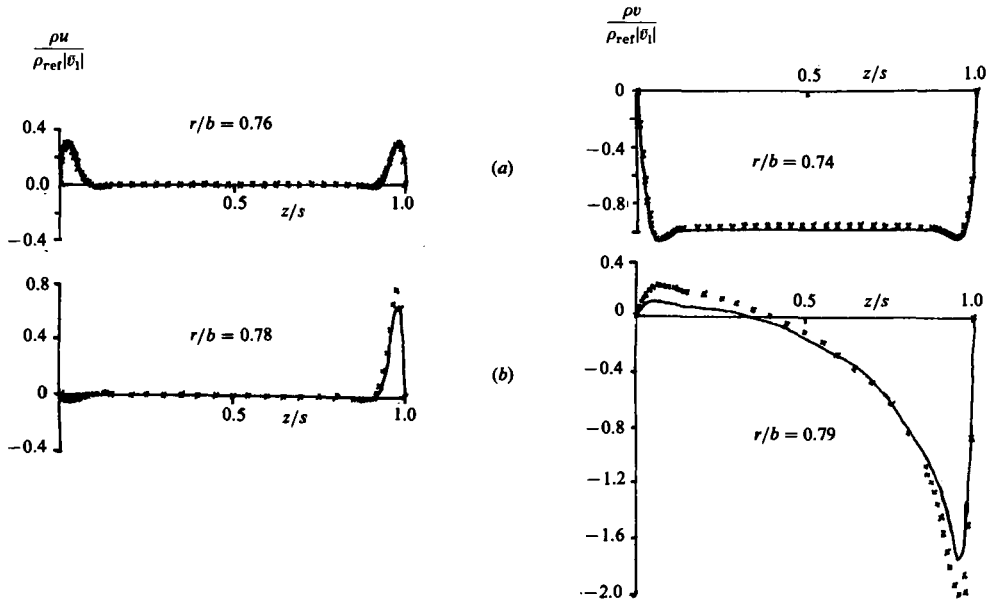 ρu
ρref|v̄1|
0.4
r/b = 0.76
0.0
0.5
z/s
1.0
−0.4
(a)
ρv
ρref|v̄1|
0
0.5
z/s
1.0
−0.4
r/b = 0.74
−0.8
0.8
0.4
r/b = 0.78
0
0.5
z/s
1.0
−0.4
(b)
0.4
0
0.5
z/s
1.0
−0.4
−0.8
r/b = 0.79
−1.2
−1.6
−2.0